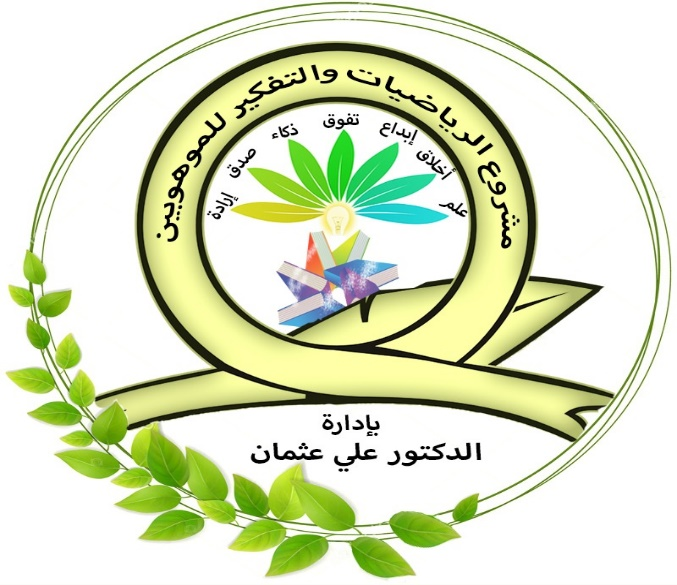 مشروع الرياضيات والتفكير للموهوبين
علم
أخلاق
إبداع
تفوق
ذكاء
صدق
إرادة
بإدارة
الدكتور علي عثمان